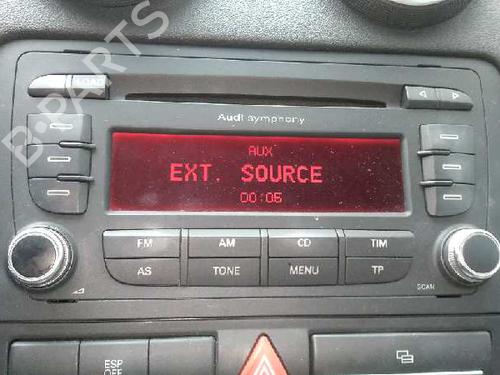 LOAD
Audi symphony
AUX
EXT. SOURCE
00:06
FM AM CD TIM
AS TONE MENU TP
SCAN
ESP
OFF
B-PARTS